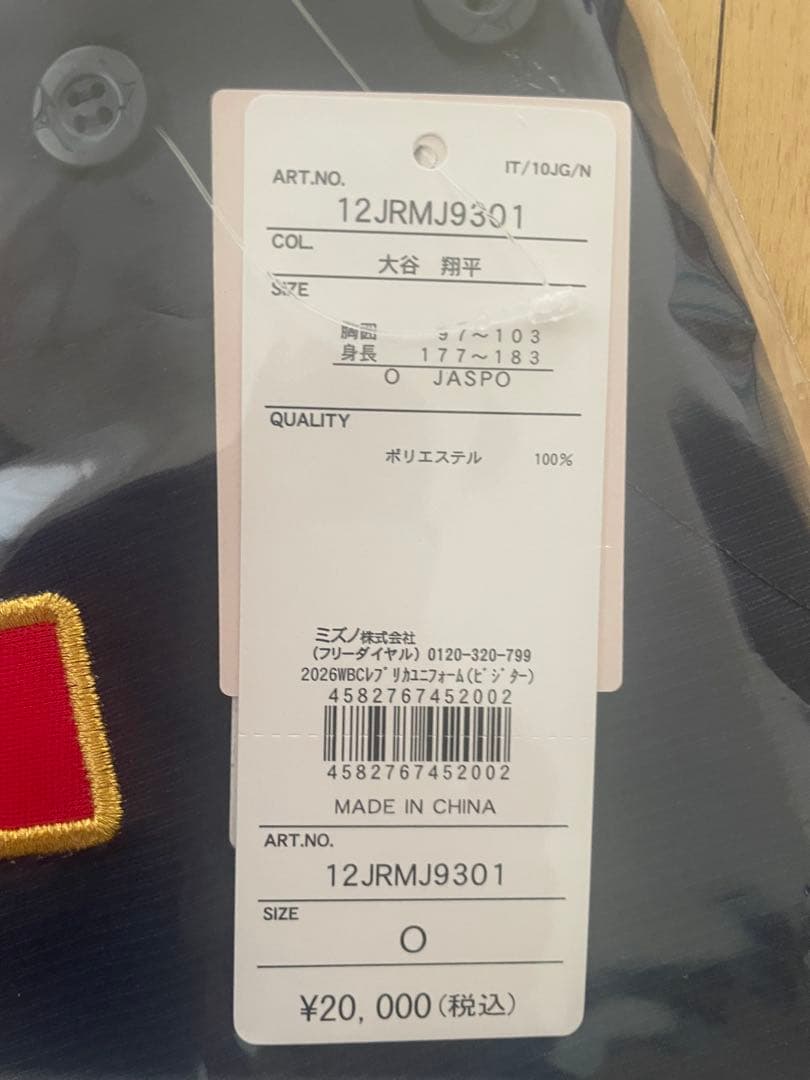 IT/10JG/N
ART.NO.
12JRMJ9301
COL.
大谷 翔平
SIZE
胸囲 97～103
身長 177～183
O JASPO
QUALITY
ポリエステル 100%
ミズノ株式会社
(フリーダイヤル) 0120-320-799
2026WBCﾚﾌﾟﾘｶﾕﾆﾌｫｰﾑ(ﾋﾞｼﾞﾀｰ)
4582767452002
4582767452002
MADE IN CHINA
ART.NO.
12JRMJ9301
SIZE
O
¥20,000(税込)